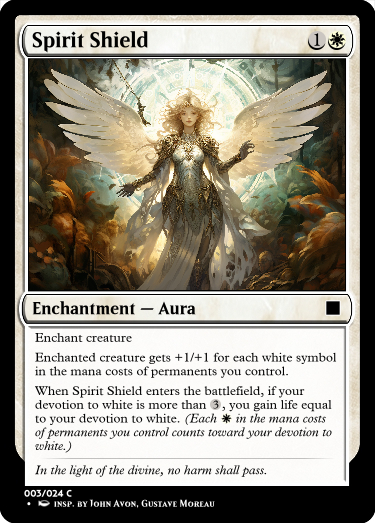 Spirit Shield 1
Enchantment — Aura
Enchant creature
Enchanted creature gets +1/+1 for each white symbol
in the mana costs of permanents you control.
When Spirit Shield enters the battlefield, if your
devotion to white is more than 3, you gain life equal
to your devotion to white. (Each in the mana costs
of permanents you control counts toward your devotion to
white.)
In the light of the divine, no harm shall pass.
003/024 C
• INSP. BY JOHN AVON, GUSTAVE MOREAU